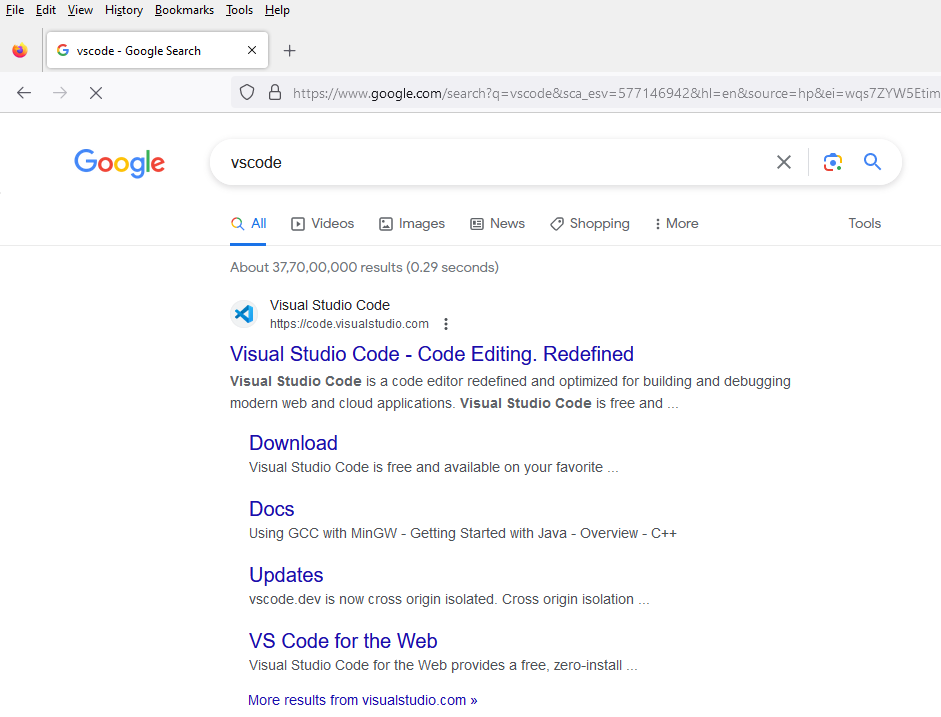 File Edit View History Bookmarks Tools Help
vscode - Google Search
https://www.google.com/search?q=vscode&sca_esv=577146942&hl=en&source=hp&ei=wqs7ZYW5Etim
Google
vscode
All Videos Images News Shopping More Tools
About 37,70,00,000 results (0.29 seconds)
Visual Studio Code
https://code.visualstudio.com
Visual Studio Code - Code Editing. Redefined
Visual Studio Code is a code editor redefined and optimized for building and debugging
modern web and cloud applications. Visual Studio Code is free and ...
Download
Visual Studio Code is free and available on your favorite ...
Docs
Using GCC with MinGW - Getting Started with Java - Overview - C++
Updates
vscode.dev is now cross origin isolated. Cross origin isolation ...
VS Code for the Web
Visual Studio Code for the Web provides a free, zero-install ...
More results from visualstudio.com »